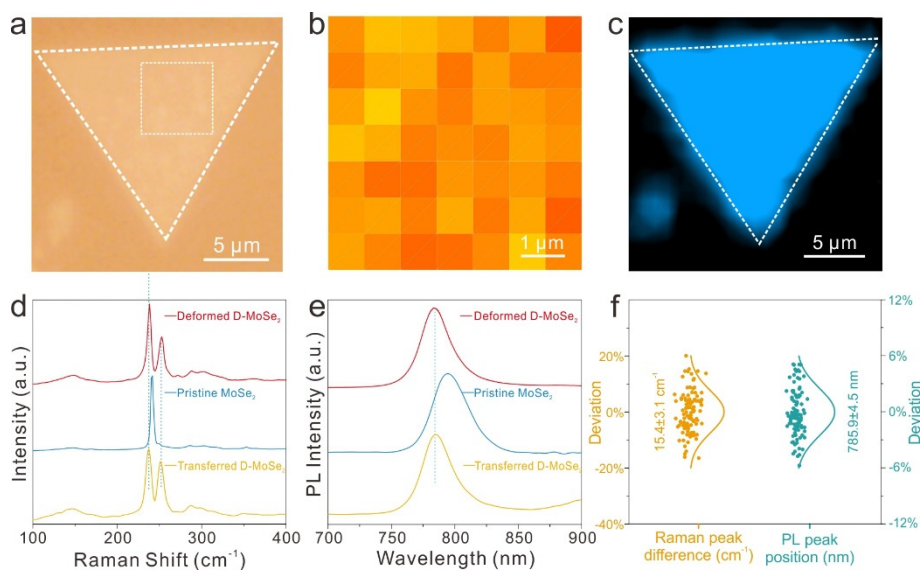 a
b
c
5 μm
1 μm
5 μm
d
Deformed D-MoSe₂
Pristine MoSe₂
Transferred D-MoSe₂
Intensity (a.u.)
100 200 300 400
Raman Shift (cm⁻¹)
e
Deformed D-MoSe₂
Pristine MoSe₂
Transferred D-MoSe₂
PL Intensity (a.u.)
700 750 800 850 900
Wavelength (nm)
f
20%
0%
-20%
-40%
Deviation
15.4±3.1 cm⁻¹
785.9±4.5 nm
12%
6%
0%
-6%
-12%
Deviation
Raman peak
difference (cm⁻¹)
PL peak
position (nm)